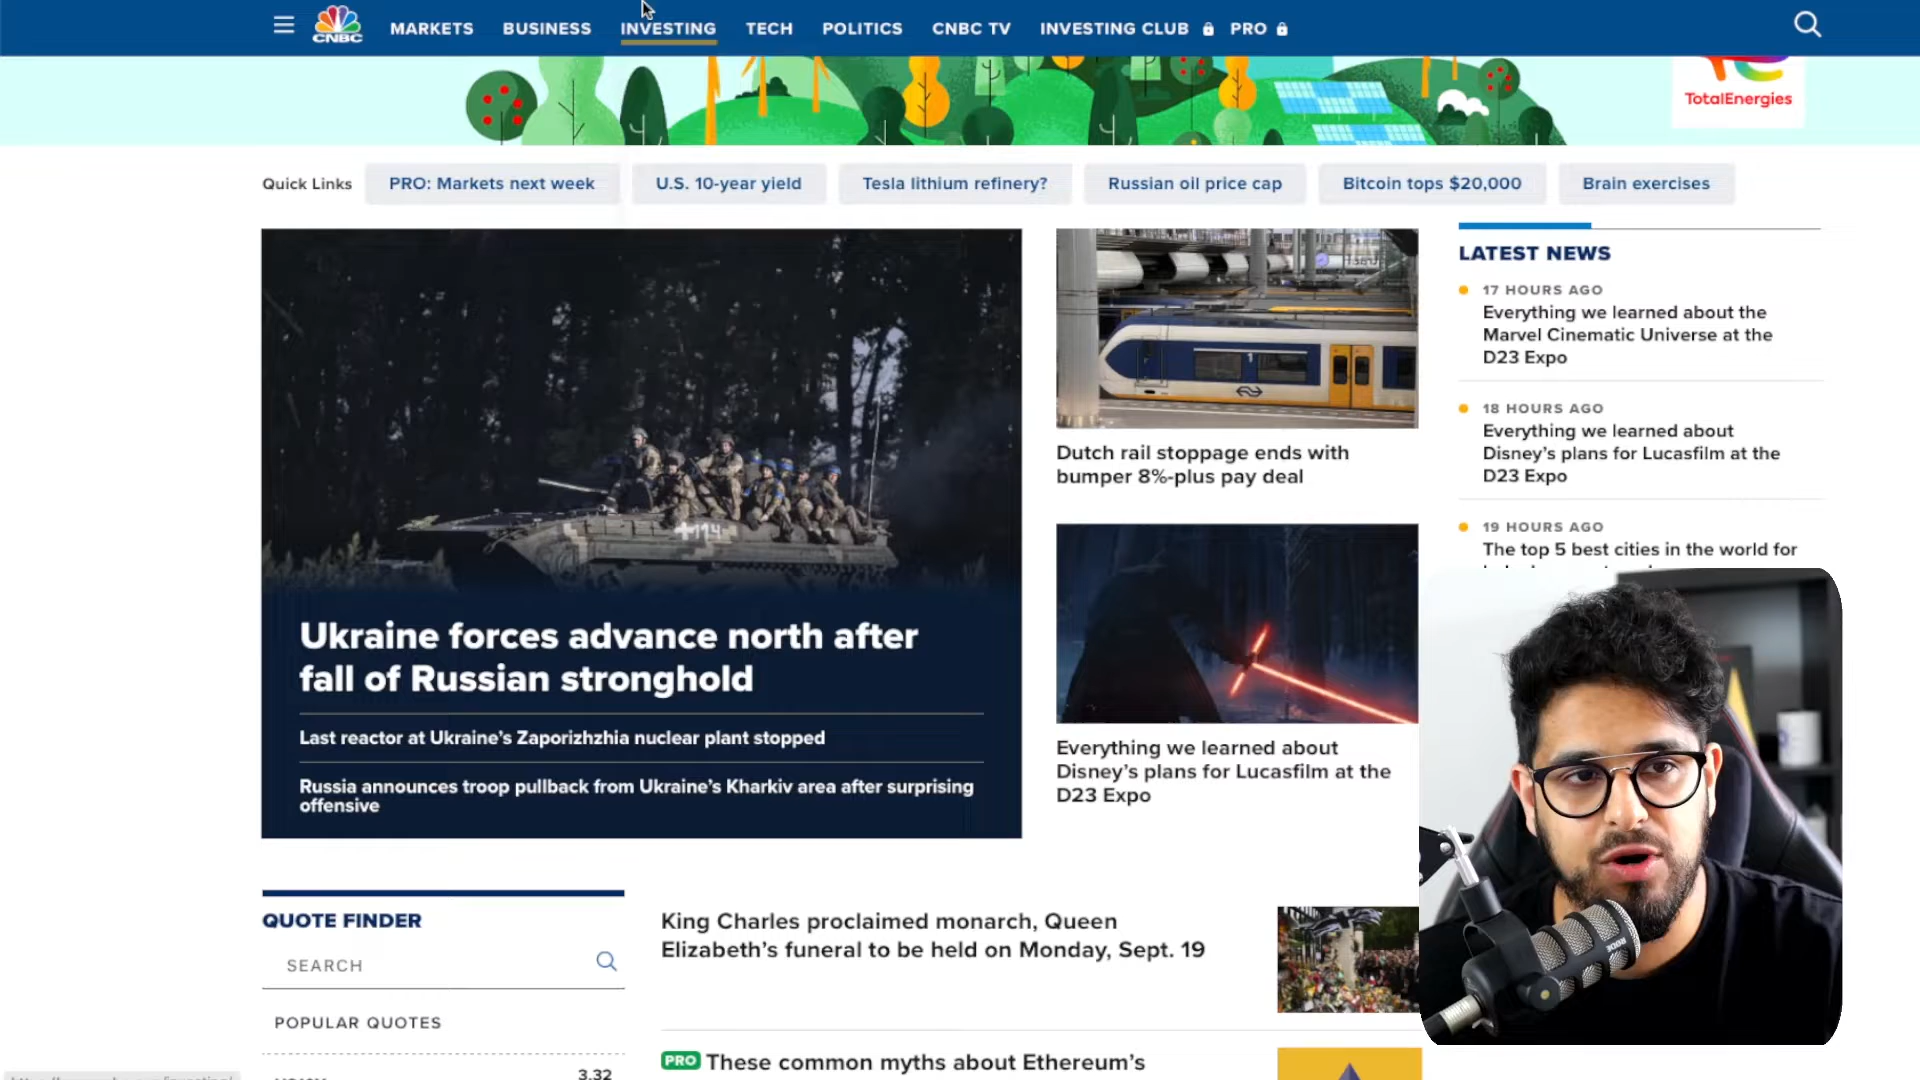 CNBC
MARKETS
BUSINESS
INVESTING
TECH
POLITICS
CNBC TV
INVESTING CLUB
PRO
TotalEnergies
Quick Links
PRO: Markets next week
U.S. 10-year yield
Tesla lithium refinery?
Russian oil price cap
Bitcoin tops $20,000
Brain exercises
+114
Ukraine forces advance north after
fall of Russian stronghold
Last reactor at Ukraine's Zaporizhzhia nuclear plant stopped
Russia announces troop pullback from Ukraine's Kharkiv area after surprising
offensive
Dutch rail stoppage ends with
bumper 8%-plus pay deal
Everything we learned about
Disney's plans for Lucasfilm at the
D23 Expo
LATEST NEWS
17 HOURS AGO
Everything we learned about the
Marvel Cinematic Universe at the
D23 Expo
18 HOURS AGO
Everything we learned about
Disney's plans for Lucasfilm at the
D23 Expo
19 HOURS AGO
The top 5 best cities in the world for
QUOTE FINDER
SEARCH
POPULAR QUOTES
3.32
King Charles proclaimed monarch, Queen
Elizabeth's funeral to be held on Monday, Sept. 19
PRO These common myths about Ethereum's
RODE